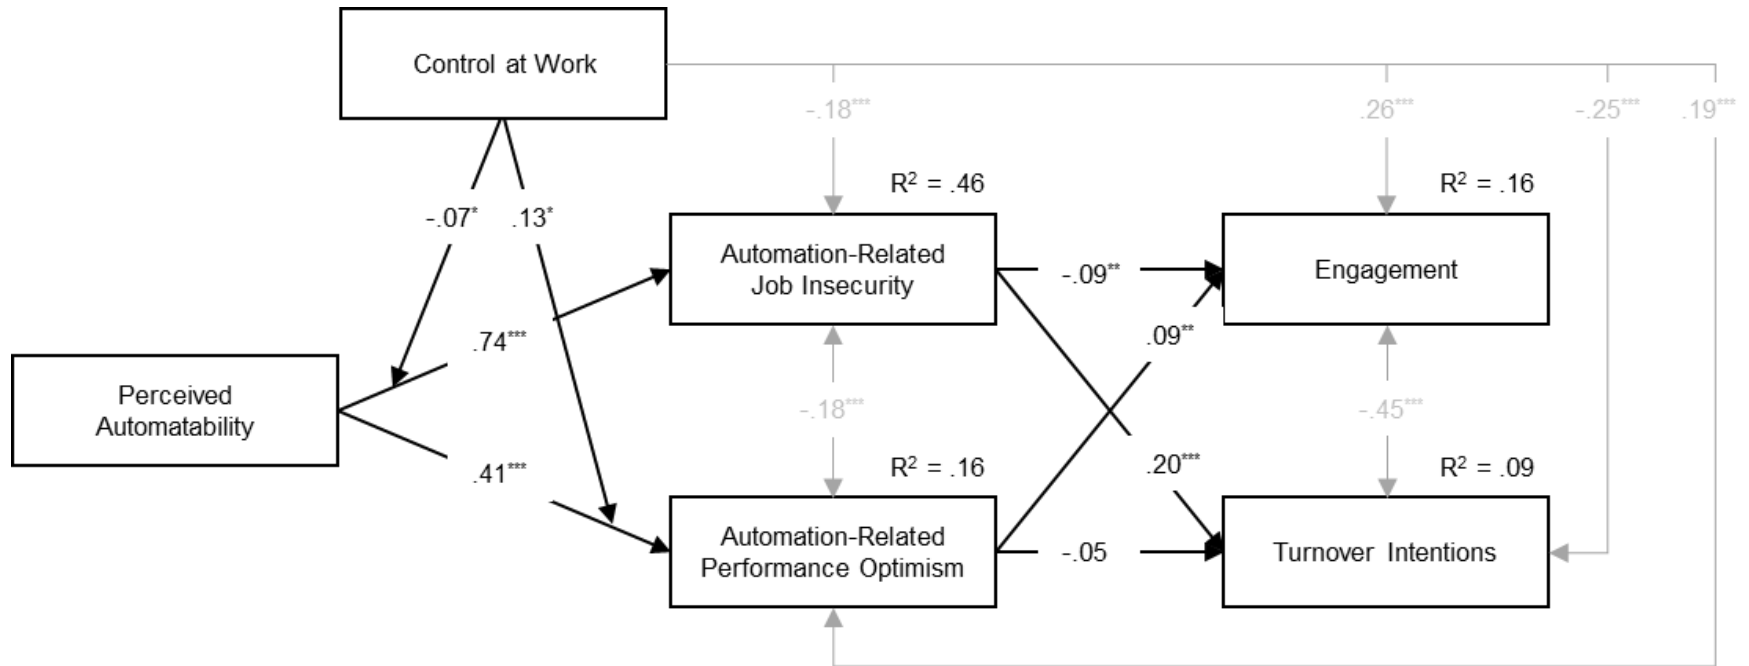 Control at Work
-.18***
.26***
-.25***
.19***
R² = .46
R² = .16
-.07*
.13*
Automation-Related
Job Insecurity
-.09**
Engagement
.74***
.09**
Perceived
Automatability
-.18***
-.45***
.41***
R² = .16
.20***
R² = .09
Automation-Related
Performance Optimism
-.05
Turnover Intentions